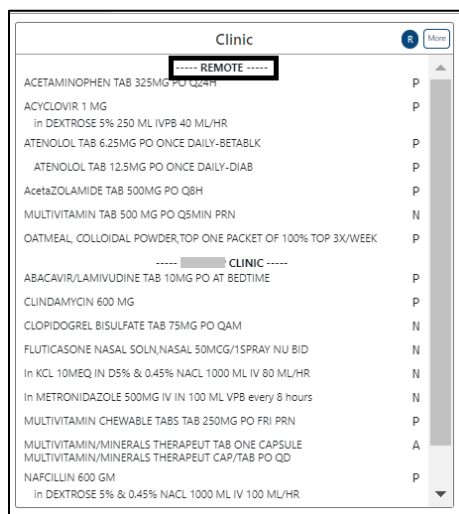 Clinic
R
More
----- REMOTE -----
ACETAMINOPHEN TAB 325MG PO Q24H P
ACYCLOVIR 1 MG P
in DEXTROSE 5% 250 ML IVPB 40 ML/HR
ATENOLOL TAB 6.25MG PO ONCE DAILY-BETABLK P
ATENOLOL TAB 12.5MG PO ONCE DAILY-DIAB P
AcetaZOLAMIDE TAB 500MG PO Q8H P
MULTIVITAMIN TAB 500 MG PO Q5MIN PRN N
OATMEAL, COLLOIDAL POWDER,TOP ONE PACKET OF 100% TOP 3X/WEEK P
----- CLINIC -----
ABACAVIR/LAMIVUDINE TAB 10MG PO AT BEDTIME P
CLINDAMYCIN 600 MG P
CLOPIDOGREL BISULFATE TAB 75MG PO QAM N
FLUTICASONE NASAL SOLN,NASAL 50MCG/1SPRAY NU BID N
In KCL 10MEQ IN D5% & 0.45% NACL 1000 ML IV 80 ML/HR N
In METRONIDAZOLE 500MG IV IN 100 ML VPB every 8 hours N
MULTIVITAMIN CHEWABLE TABS TAB 250MG PO FRI PRN P
MULTIVITAMIN/MINERALS THERAPEUT TAB ONE CAPSULE A
MULTIVITAMIN/MINERALS THERAPEUT CAP/TAB PO QD
NAFCILLIN 600 GM P
in DEXTROSE 5% & 0.45% NACL 1000 ML IV 100 ML/HR